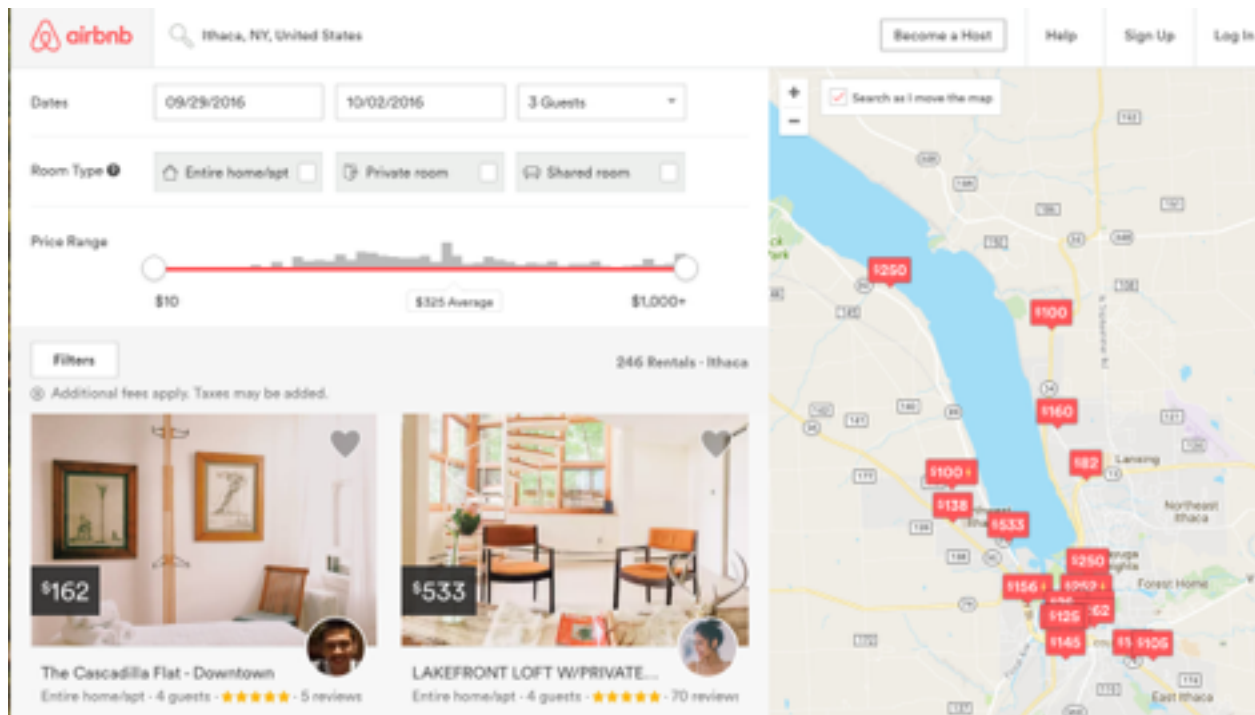 airbnb
Ithaca, NY, United States
Become a Host
Help
Sign Up
Log In
Dates
09/29/2016
10/02/2016
3 Guests
Room Type
Entire home/apt
Private room
Shared room
Price Range
$10
$325 Average
$1,000+
Filters
246 Rentals · Ithaca
Additional fees apply. Taxes may be added.
$162
The Cascadilla Flat - Downtown
Entire home/apt · 4 guests · 5 reviews
$533
LAKEFRONT LOFT W/PRIVATE...
Entire home/apt · 4 guests · 70 reviews
+
−
Search as I move the map
$250
$100
$160
$82
Lansing
$100
$138
$533
Northeast
Ithaca
$250
$156
$252
Forest Home
$125
$145
$105
East Ithaca